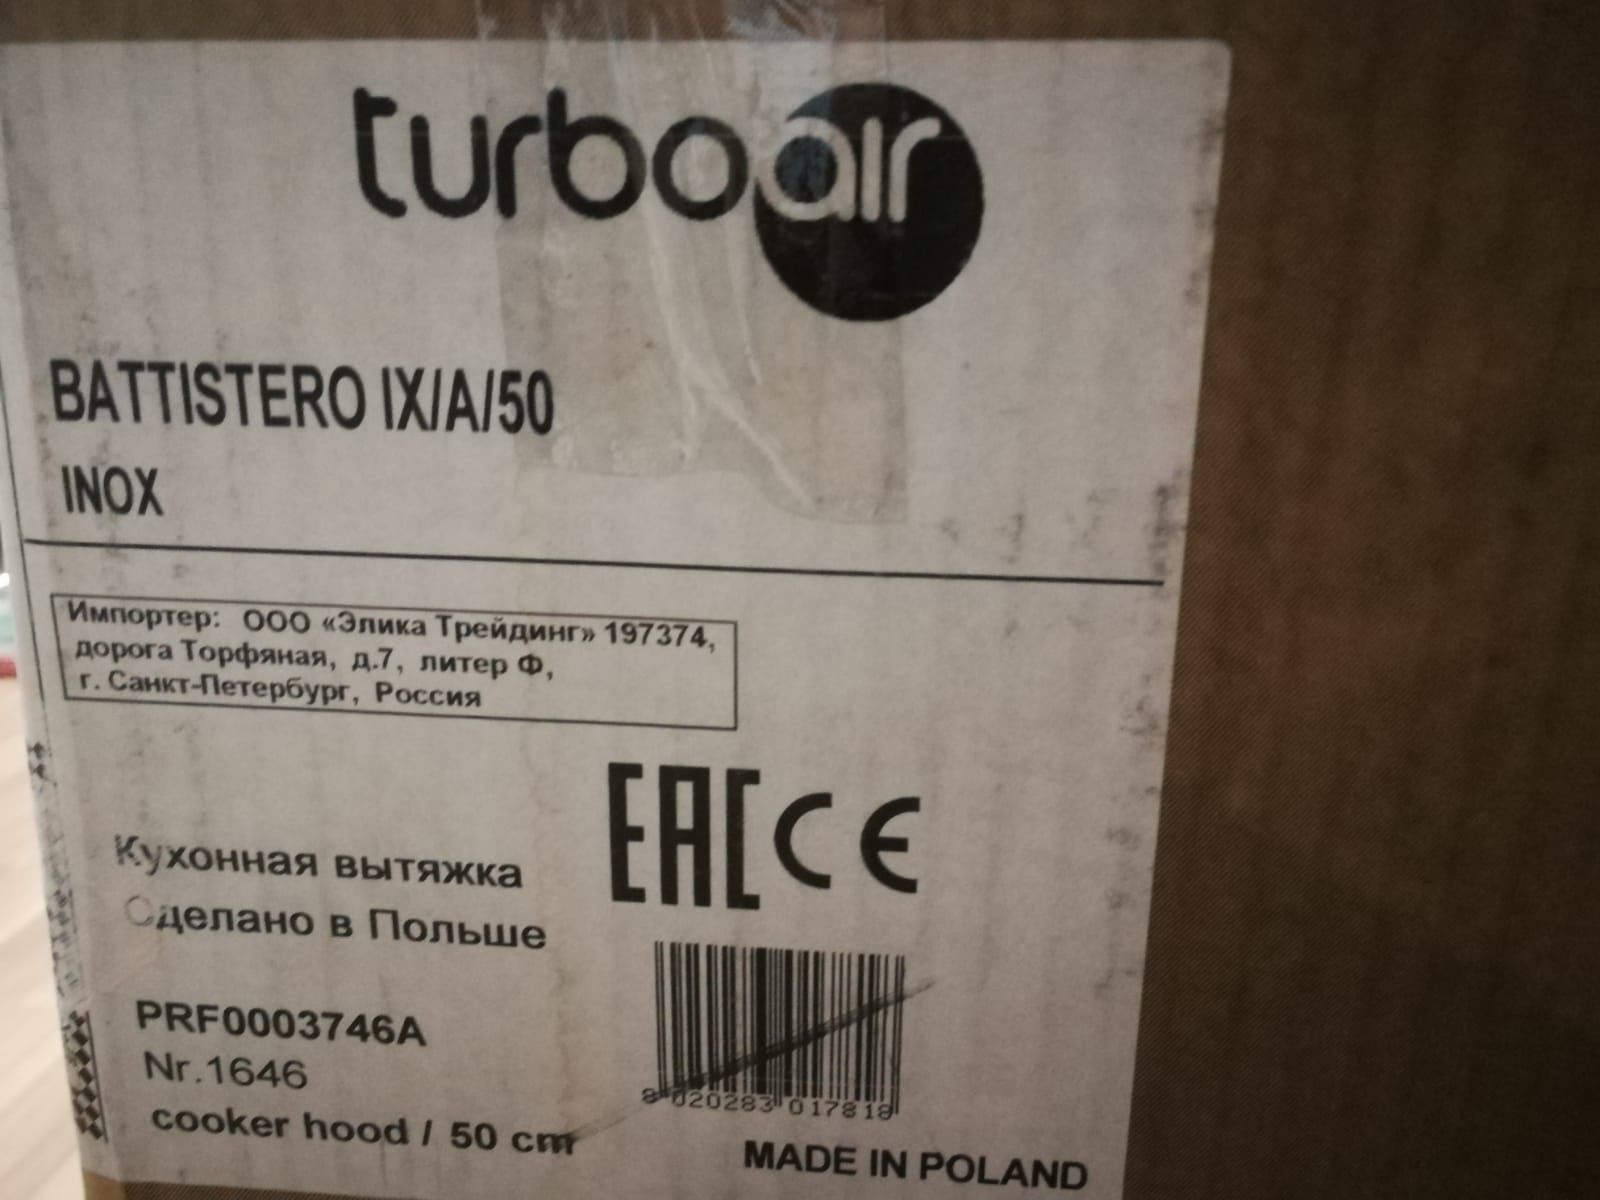 turboair
BATTISTERO IX/A/50
INOX
Импортер: ООО «Элика Трейдинг» 197374,
дорога Торфяная, д.7, литер Ф,
г. Санкт-Петербург, Россия
EAC CE
Кухонная вытяжка
Сделано в Польше
PRF0003746A
Nr.1646
cooker hood / 50 cm
8 020283 017818
MADE IN POLAND